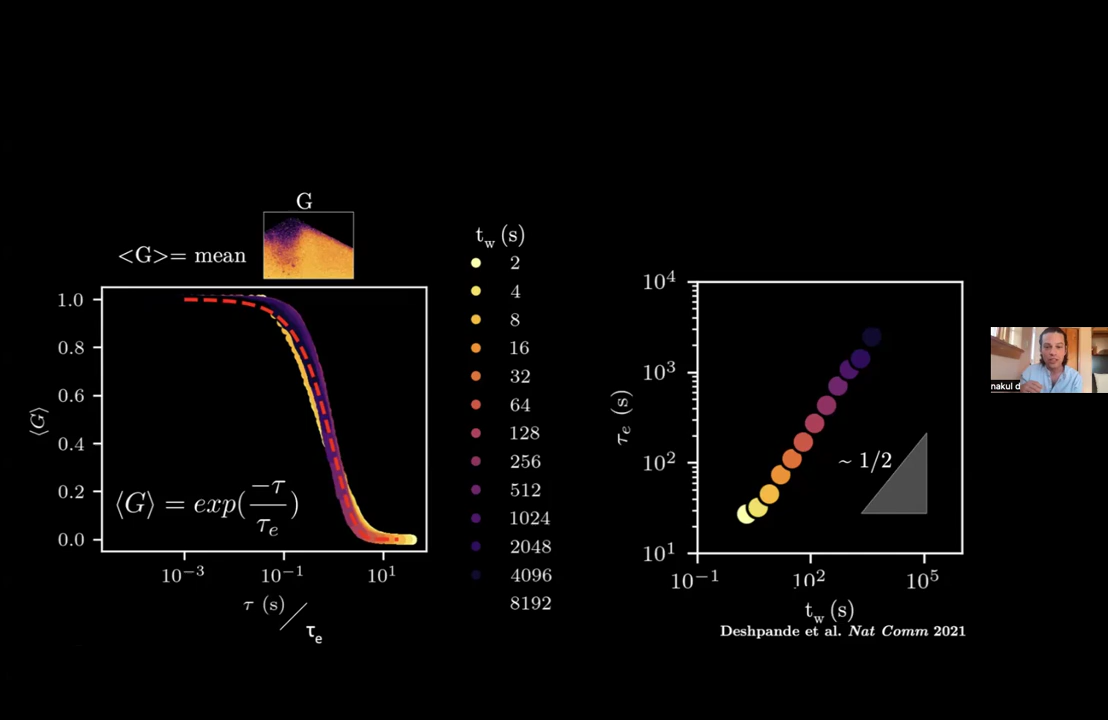 G
<G>= mean
1.0
0.8
0.6
0.4
0.2
0.0
⟨G⟩
⟨G⟩ = exp(−τ/τₑ)
10⁻³
10⁻¹
10¹
τ (s)
τₑ
t_w (s)
2
4
8
16
32
64
128
256
512
1024
2048
4096
8192
10⁴
10³
10²
10¹
τₑ (s)
~ 1/2
10⁻¹
10²
10⁵
t_w (s)
Deshpande et al. Nat Comm 2021
nakul d